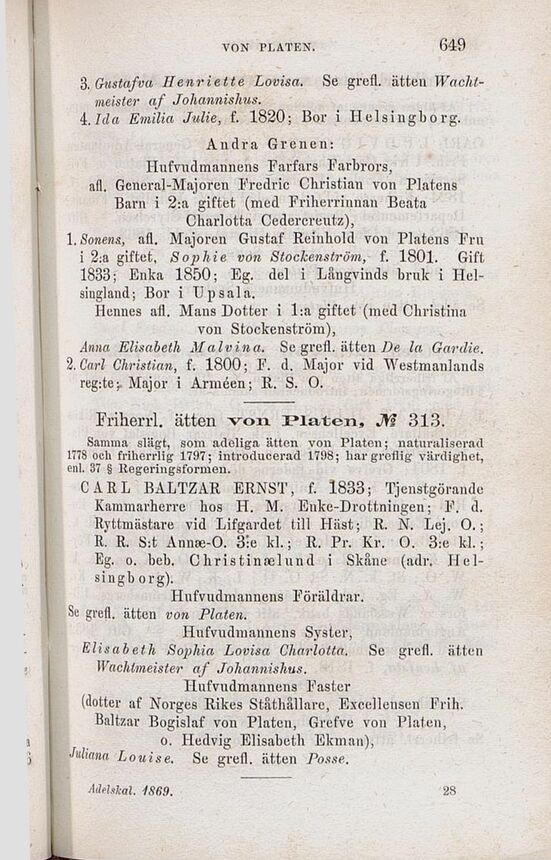 VON PLATEN. 649
3. Gustafva Henriette Lovisa. Se grefl. ätten Wacht-
meister af Johannishus.
4. Ida Emilia Julie, f. 1820; Bor i Helsingborg.
Andra Grenen:
Hufvudmannens Farfars Farbrors,
afl. General-Majoren Fredric Christian von Platens
Barn i 2:a giftet (med Friherrinnan Beata
Charlotta Cedercreutz),
1. Sonens, afl. Majoren Gustaf Reinhold von Platens Fru
i 2:a giftet, Sophie von Stockenström, f. 1801. Gift
1833; Enka 1850; Eg. del i Långvinds bruk i Hel-
singland; Bor i Upsala.
Hennes afl. Mans Dotter i 1:a giftet (med Christina
von Stockenström),
Anna Elisabeth Malvina. Se grefl. ätten De la Gardie.
2. Carl Christian, f. 1800; F. d. Major vid Westmanlands
reg:te; Major i Arméen; R. S. O.
Friherrl. ätten von Platen, № 313.
Samma slägt, som adeliga ätten von Platen; naturaliserad
1778 och friherrlig 1797; introducerad 1798; har greflig värdighet,
enl. 37 § Regeringsformen.
CARL BALTZAR ERNST, f. 1833; Tjenstgörande
Kammarherre hos H. M. Enke-Drottningen; F. d.
Ryttmästare vid Lifgardet till Häst; R. N. Lej. O.;
R. R. S:t Annæ-O. 3:e kl.; R. Pr. Kr. O. 3:e kl.;
Eg. o. beb. Christinælund i Skåne (adr. Hel-
singborg).
Hufvudmannens Föräldrar.
Se grefl. ätten von Platen.
Hufvudmannens Syster,
Elisabeth Sophia Lovisa Charlotta. Se grefl. ätten
Wachtmeister af Johannishus.
Hufvudmannens Faster
(dotter af Norges Rikes Ståthållare, Excellensen Frih.
Baltzar Bogislaf von Platen, Grefve von Platen,
o. Hedvig Elisabeth Ekman),
Juliana Louise. Se grefl. ätten Posse.
Adelskal. 1869. 28